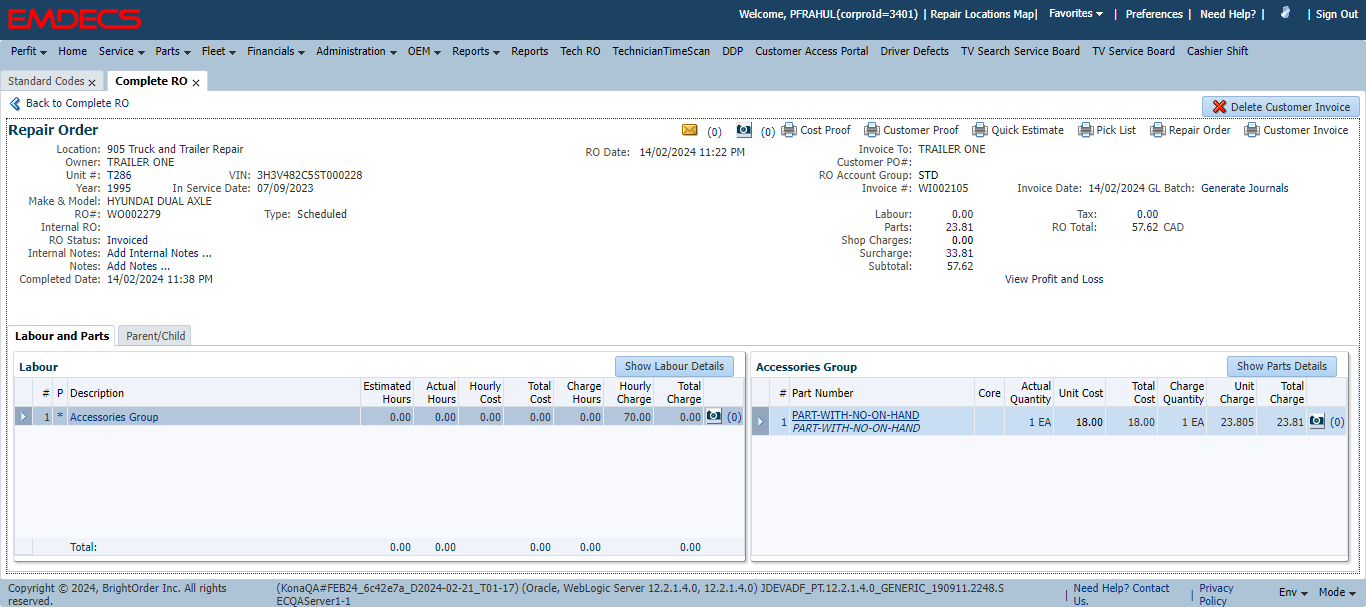 EMDECS
Welcome, PFRAHUL(corproId=3401) | Repair Locations Map| Favorites | Preferences | Need Help? | | Sign Out
Perfit Home Service Parts Fleet Financials Administration OEM Reports Reports Tech RO TechnicianTimeScan DDP Customer Access Portal Driver Defects TV Search Service Board TV Service Board Cashier Shift
Standard Codes x Complete RO x
Back to Complete RO
Delete Customer Invoice
Repair Order
(0) (0) Cost Proof Customer Proof Quick Estimate Pick List Repair Order Customer Invoice
Location: 905 Truck and Trailer Repair
Owner: TRAILER ONE
Unit #: T286 VIN: 3H3V482C5ST000228
Year: 1995 In Service Date: 07/09/2023
Make & Model: HYUNDAI DUAL AXLE
RO#: WO002279 Type: Scheduled
Internal RO:
RO Status: Invoiced
Internal Notes: Add Internal Notes ...
Notes: Add Notes ...
Completed Date: 14/02/2024 11:38 PM
RO Date: 14/02/2024 11:22 PM
Invoice To: TRAILER ONE
Customer PO#:
RO Account Group: STD
Invoice #: WI002105 Invoice Date: 14/02/2024 GL Batch: Generate Journals
Labour: 0.00 Tax: 0.00
Parts: 23.81 RO Total: 57.62 CAD
Shop Charges: 0.00
Surcharge: 33.81
Subtotal: 57.62
View Profit and Loss
Labour and Parts Parent/Child
Labour Show Labour Details
# P Description Estimated Hours Actual Hours Hourly Cost Total Cost Charge Hours Hourly Charge Total Charge
1 * Accessories Group 0.00 0.00 0.00 0.00 0.00 70.00 0.00 (0)
Total: 0.00 0.00 0.00 0.00 0.00
Accessories Group Show Parts Details
# Part Number Core Actual Quantity Unit Cost Total Cost Charge Quantity Unit Charge Total Charge
1 PART-WITH-NO-ON-HAND 1 EA 18.00 18.00 1 EA 23.805 23.81 (0)
PART-WITH-NO-ON-HAND
Copyright © 2024, BrightOrder Inc. All rights
reserved.
(KonaQA#FEB24_6c42e7a_D2024-02-21_T01-17) (Oracle, WebLogic Server 12.2.1.4.0, 12.2.1.4.0) JDEVADF_PT.12.2.1.4.0_GENERIC_190911.2248.S
ECQAServer1-1
| Need Help? Contact
Us.
| Privacy
Policy
Env Mode